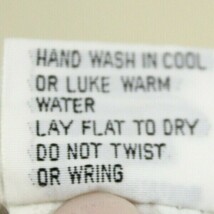 HAND WASH IN COOL
OR LUKE WARM
WATER
LAY FLAT TO DRY
DO NOT TWIST
OR WRING